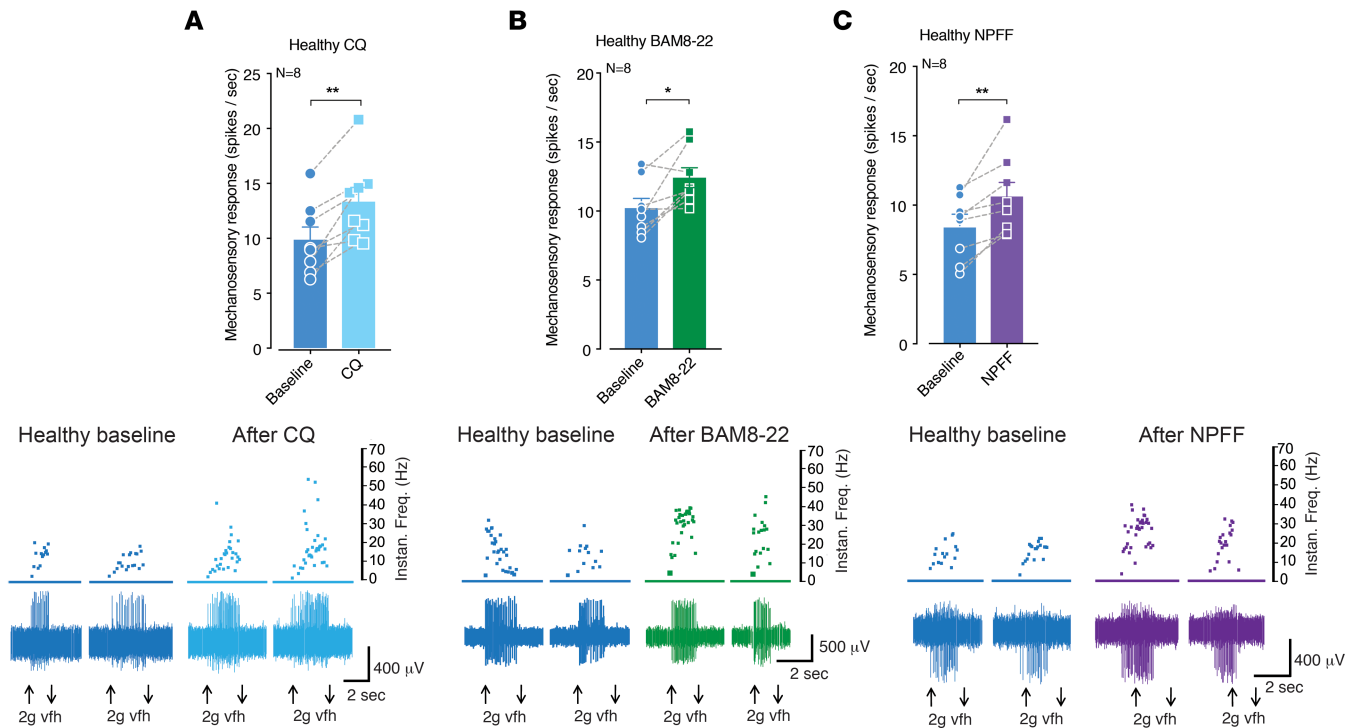 A
Healthy CQ
N=8
**
Mechanosensory response (spikes / sec)
25
20
15
10
5
0
Baseline
CQ
B
Healthy BAM8-22
N=8
*
Mechanosensory response (spikes / sec)
20
15
10
5
0
Baseline
BAM8-22
C
Healthy NPFF
N=8
**
Mechanosensory response (spikes / sec)
20
15
10
5
0
Baseline
NPFF
Healthy baseline
After CQ
70
60
50
40
30
20
10
0
Instan. Freq. (Hz)
400 μV
2 sec
2g vfh
2g vfh
2g vfh
2g vfh
Healthy baseline
After BAM8-22
70
60
50
40
30
20
10
0
Instan. Freq. (Hz)
500 μV
2 sec
2g vfh
2g vfh
2g vfh
2g vfh
Healthy baseline
After NPFF
70
60
50
40
30
20
10
0
Instan. Freq. (Hz)
400 μV
2 sec
2g vfh
2g vfh
2g vfh
2g vfh